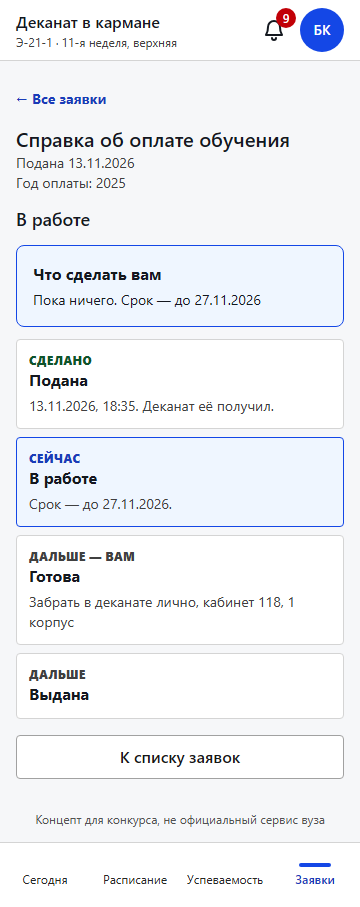 Деканат в кармане
Э-21-1 · 11-я неделя, верхняя
9
БК
← Все заявки
Справка об оплате обучения
Подана 13.11.2026
Год оплаты: 2025
В работе
Что сделать вам
Пока ничего. Срок — до 27.11.2026
СДЕЛАНО
Подана
13.11.2026, 18:35. Деканат её получил.
СЕЙЧАС
В работе
Срок — до 27.11.2026.
ДАЛЬШЕ — ВАМ
Готова
Забрать в деканате лично, кабинет 118, 1
корпус
ДАЛЬШЕ
Выдана
К списку заявок
Концепт для конкурса, не официальный сервис вуза
Сегодня
Расписание
Успеваемость
Заявки